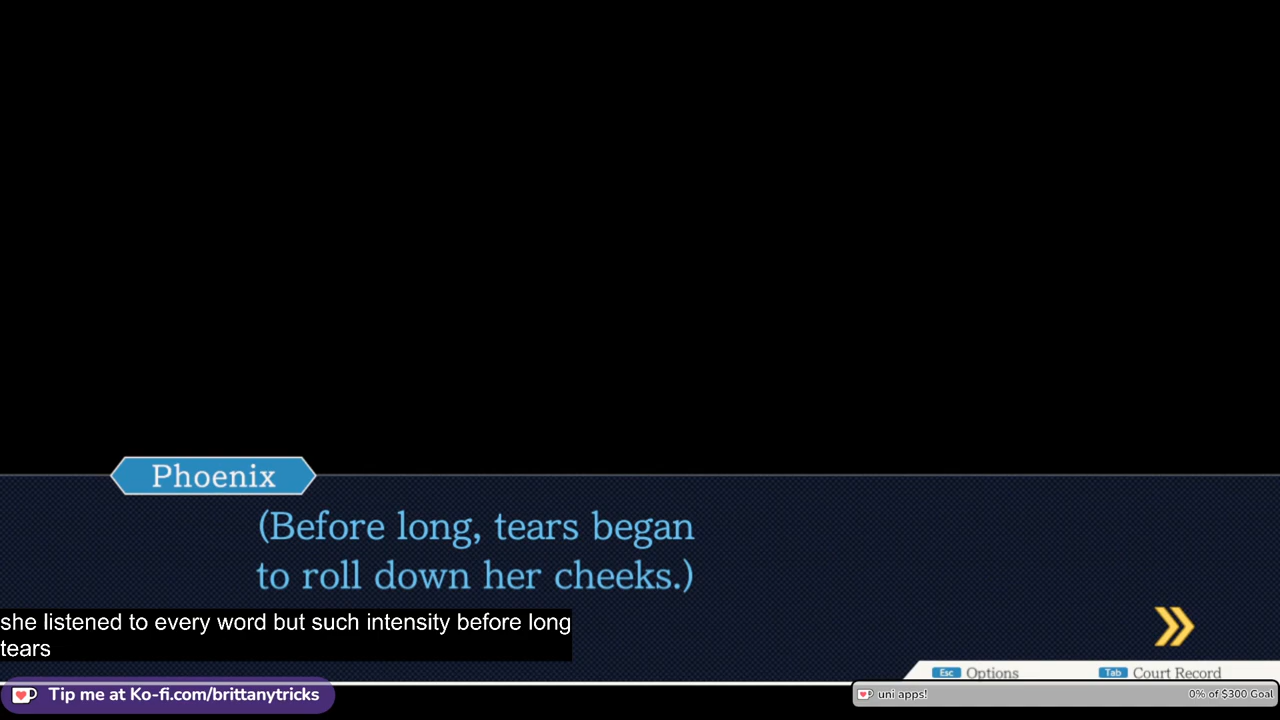 Phoenix
(Before long, tears began
to roll down her cheeks.)
she listened to every word but such intensity before long
tears
Esc Options
Tab Court Record
Tip me at Ko-fi.com/brittanytricks
uni apps!
0% of $300 Goal